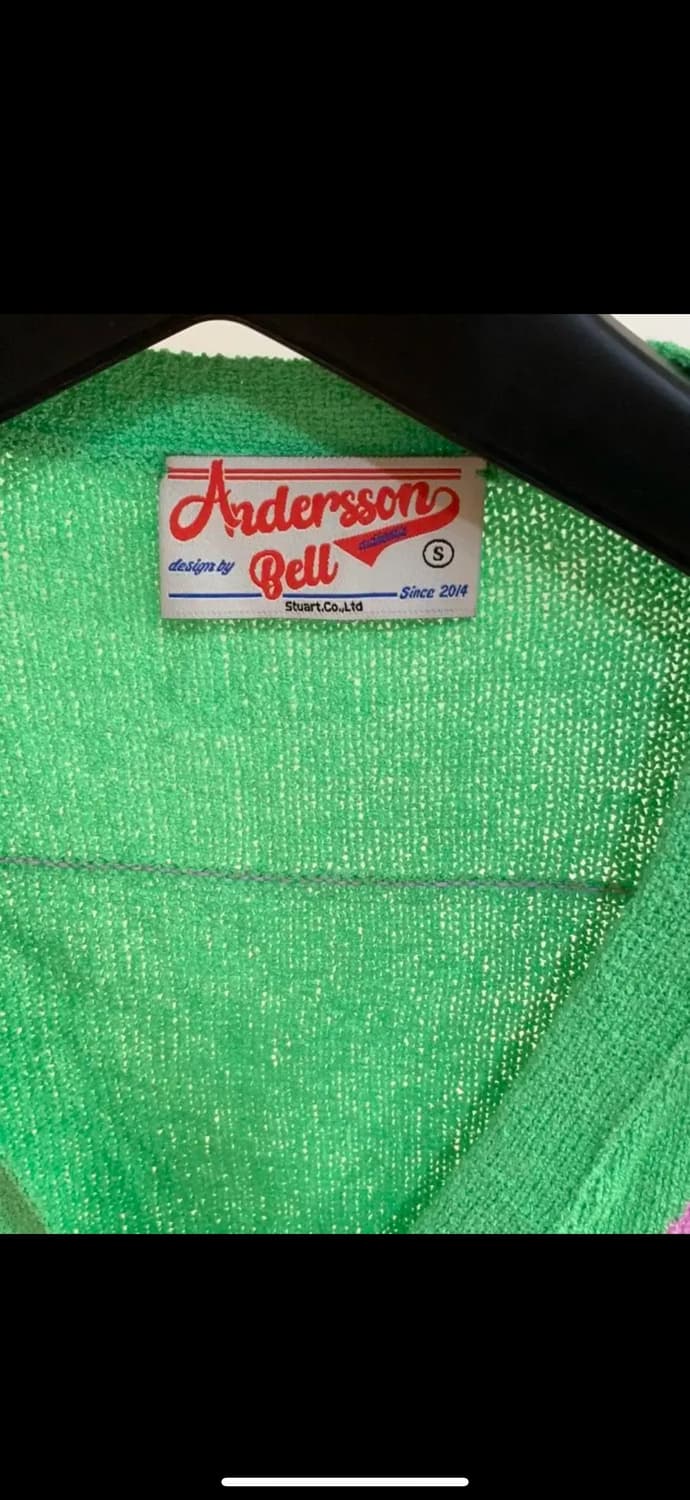 Andersson
design by Bell
S
Since 2014
Stuart.Co.,Ltd